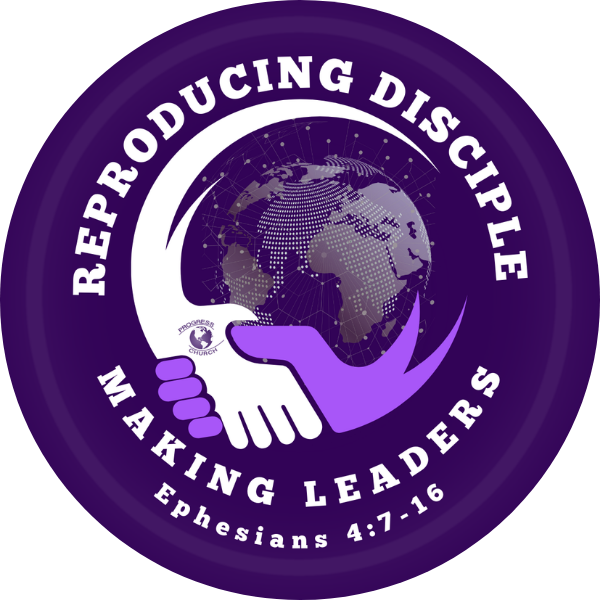 REPRODUCING DISCIPLE
PROGRESS
CHURCH
MAKING LEADERS
Ephesians 4:7-16